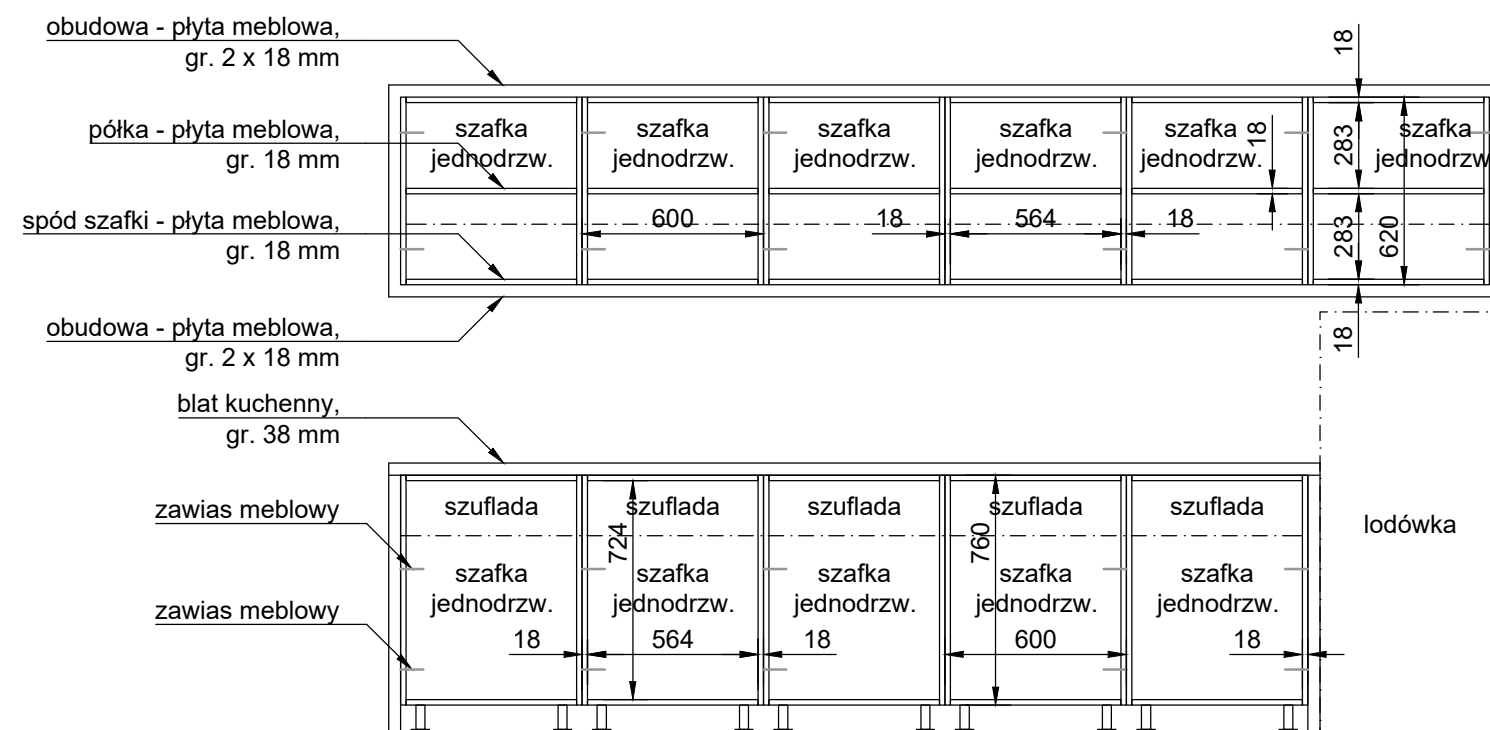 obudowa - płyta meblowa,
gr. 2 x 18 mm
półka - płyta meblowa,
gr. 18 mm
spód szafki - płyta meblowa,
gr. 18 mm
obudowa - płyta meblowa,
gr. 2 x 18 mm
szafka
jednodrzw.
szafka
jednodrzw.
szafka
jednodrzw.
szafka
jednodrzw.
szafka
jednodrzw.
szafka
jednodrzw
18
18
283
600
18
564
18
283
620
18
blat kuchenny,
gr. 38 mm
zawias meblowy
zawias meblowy
szuflada
szuflada
szuflada
szuflada
szuflada
724
760
lodówka
szafka
jednodrzw.
szafka
jednodrzw.
szafka
jednodrzw.
szafka
jednodrzw.
szafka
jednodrzw.
18
564
18
600
18